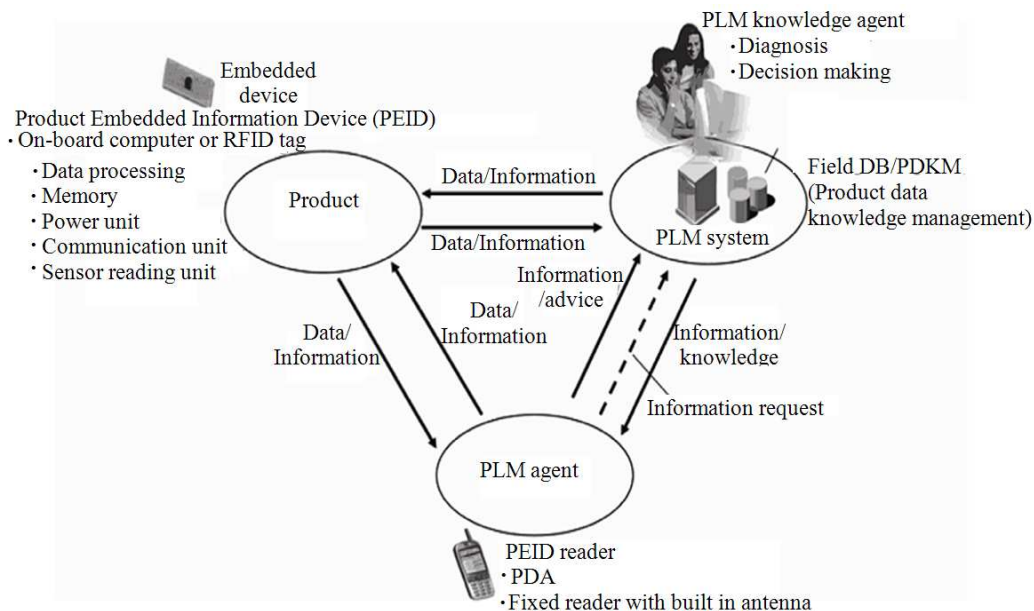 PLM knowledge agent
· Diagnosis
· Decision making
Embedded
device
Product Embedded Information Device (PEID)
· On-board computer or RFID tag
· Data processing
· Memory
· Power unit
· Communication unit
· Sensor reading unit
Product
Data/Information
Data/Information
Field DB/PDKM
(Product data
knowledge management)
PLM system
Information
/advice
Data/
Information
Data/
Information
Information/
knowledge
Information request
PLM agent
PEID reader
· PDA
· Fixed reader with built in antenna